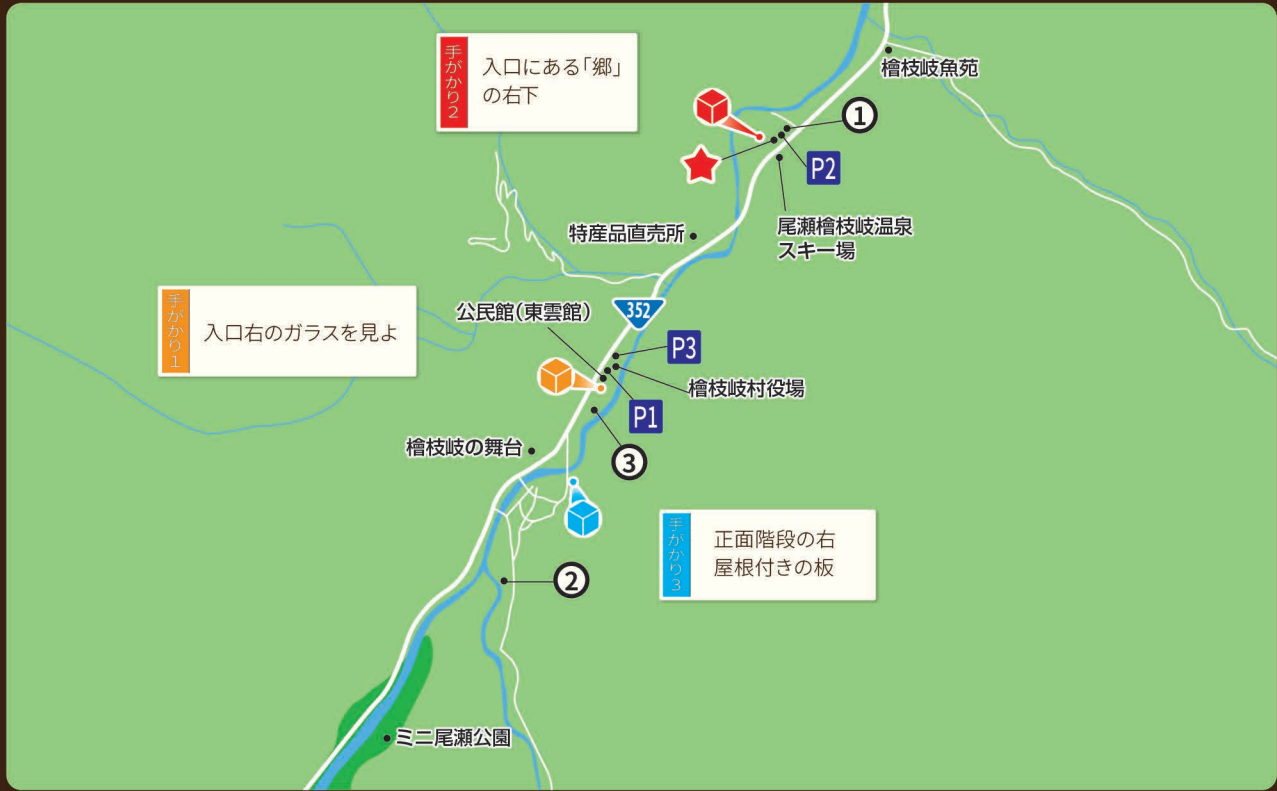 手がかり2
入口にある「郷」
の右下
檜枝岐魚苑
①
P2
尾瀬檜枝岐温泉
スキー場
特産品直売所
手がかり1
入口右のガラスを見よ
公民館(東雲館)
352
P3
檜枝岐村役場
P1
③
檜枝岐の舞台
手がかり3
正面階段の右
屋根付きの板
②
ミニ尾瀬公園